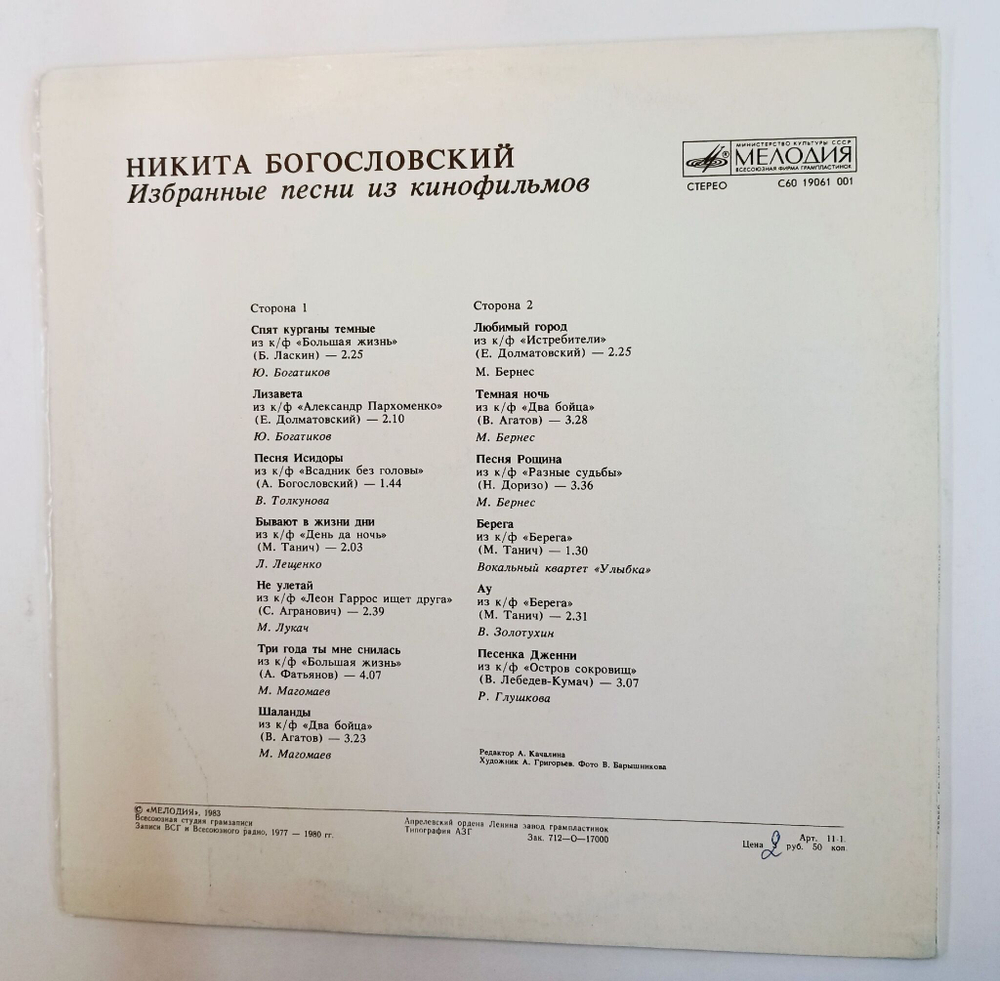 НИКИТА БОГОСЛОВСКИЙ
Избранные песни из кинофильмов
МИНИСТЕРСТВО КУЛЬТУРЫ СССР
МЕЛОДИЯ
ВСЕСОЮЗНАЯ ФИРМА ГРАМПЛАСТИНОК
СТЕРЕО С60 19061 001
Сторона 1
Спят курганы темные
из к/ф «Большая жизнь»
(Б. Ласкин) — 2.25
Ю. Богатиков
Лизавета
из к/ф «Александр Пархоменко»
(Е. Долматовский) — 2.10
Ю. Богатиков
Песня Исидоры
из к/ф «Всадник без головы»
(А. Богословский) — 1.44
В. Толкунова
Бывают в жизни дни
из к/ф «День да ночь»
(М. Танич) — 2.03
Л. Лещенко
Не улетай
из к/ф «Леон Гаррос ищет друга»
(С. Агранович) — 2.39
М. Лукач
Три года ты мне снилась
из к/ф «Большая жизнь»
(А. Фатьянов) — 4.07
М. Магомаев
Шаланды
из к/ф «Два бойца»
(В. Агатов) — 3.23
М. Магомаев
Сторона 2
Любимый город
из к/ф «Истребители»
(Е. Долматовский) — 2.25
М. Бернес
Темная ночь
из к/ф «Два бойца»
(В. Агатов) — 3.28
М. Бернес
Песня Рощина
из к/ф «Разные судьбы»
(Н. Доризо) — 3.36
М. Бернес
Берега
из к/ф «Берега»
(М. Танич) — 1.30
Вокальный квартет «Улыбка»
Ау
из к/ф «Берега»
(М. Танич) — 2.31
В. Золотухин
Песенка Дженни
из к/ф «Остров сокровищ»
(В. Лебедев-Кумач) — 3.07
Р. Глушкова
Редактор А. Качалина
Художник А. Григорьев. Фото В. Барышникова
© «МЕЛОДИЯ», 1983
Всесоюзная студия грамзаписи
Записи ВСГ и Всесоюзного радио, 1977 — 1980 гг.
Апрелевский ордена Ленина завод грампластинок
Типография АЗГ
Зак. 712—О—17000
Арт. 11-1.
Цена 2 руб. 50 коп.